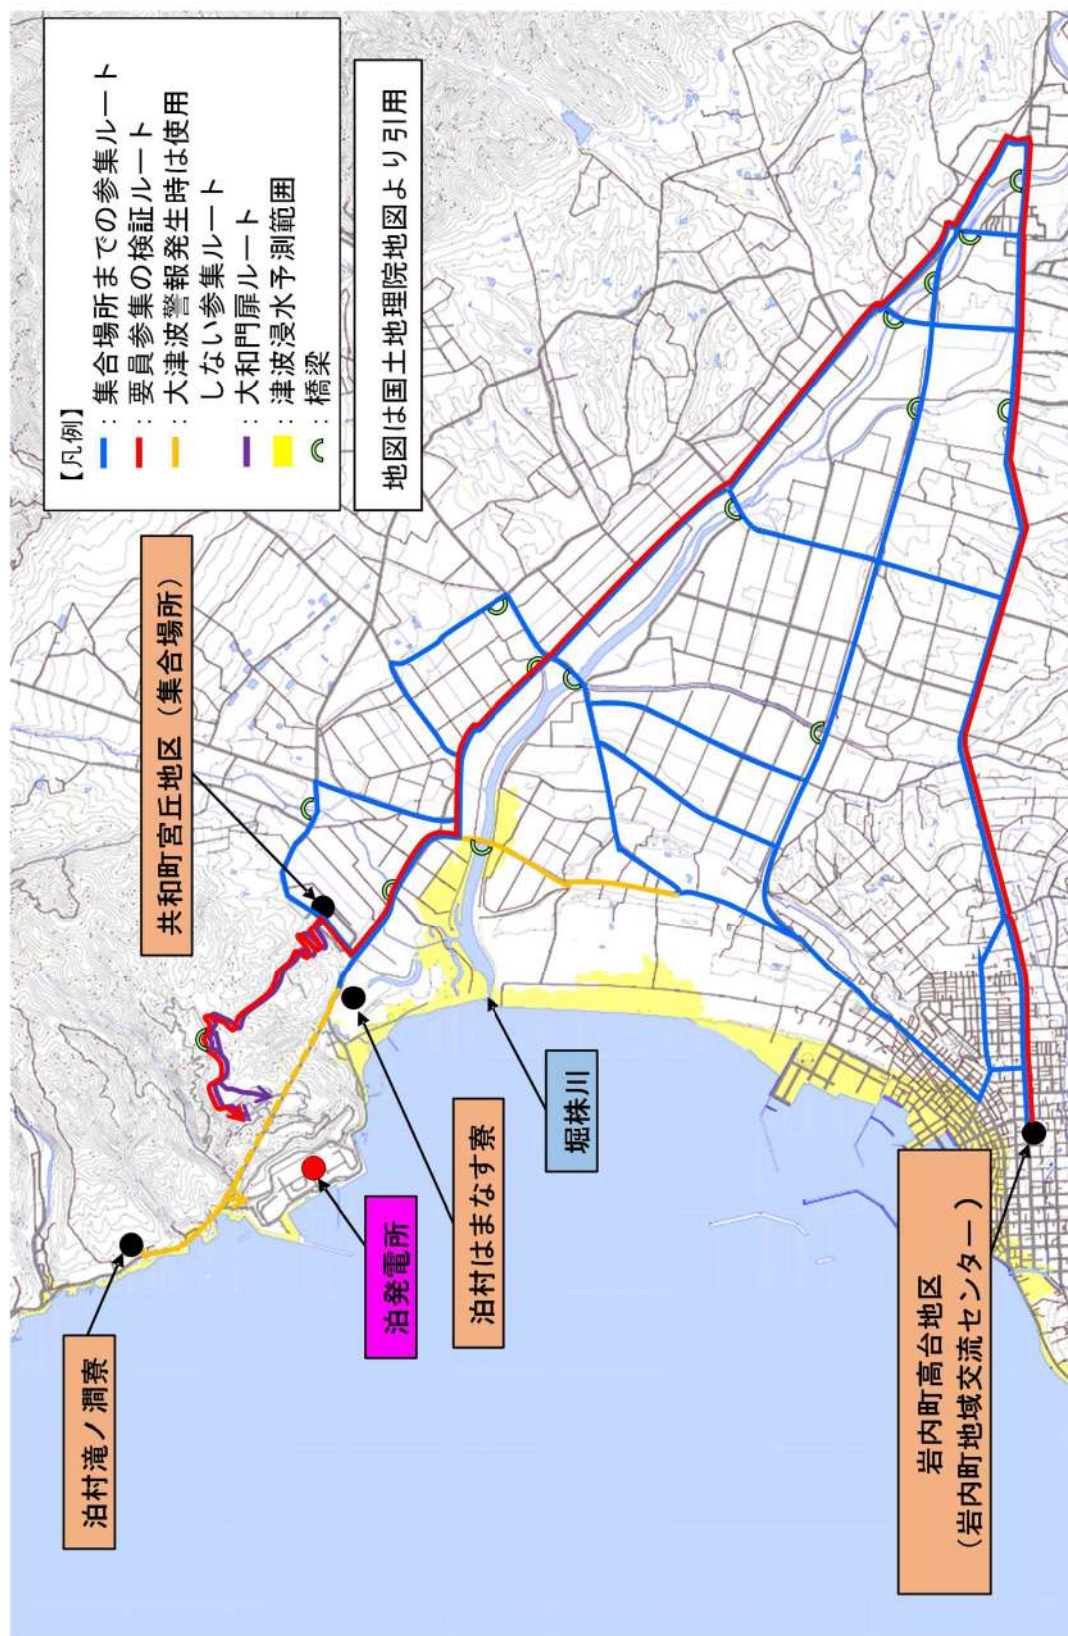 【凡例】
：集合場所までの参集ルート
：要員参集の検証ルート
：大津波警報発生時は使用
しない参集ルート
：大和門扉ルート
：津波浸水予測範囲
：橋梁
地図は国土地理院地図より引用
共和町宮丘地区（集合場所）
泊村滝ノ澗寮
泊発電所
泊村はまなす寮
堀株川
岩内町高台地区
（岩内町地域交流センター）